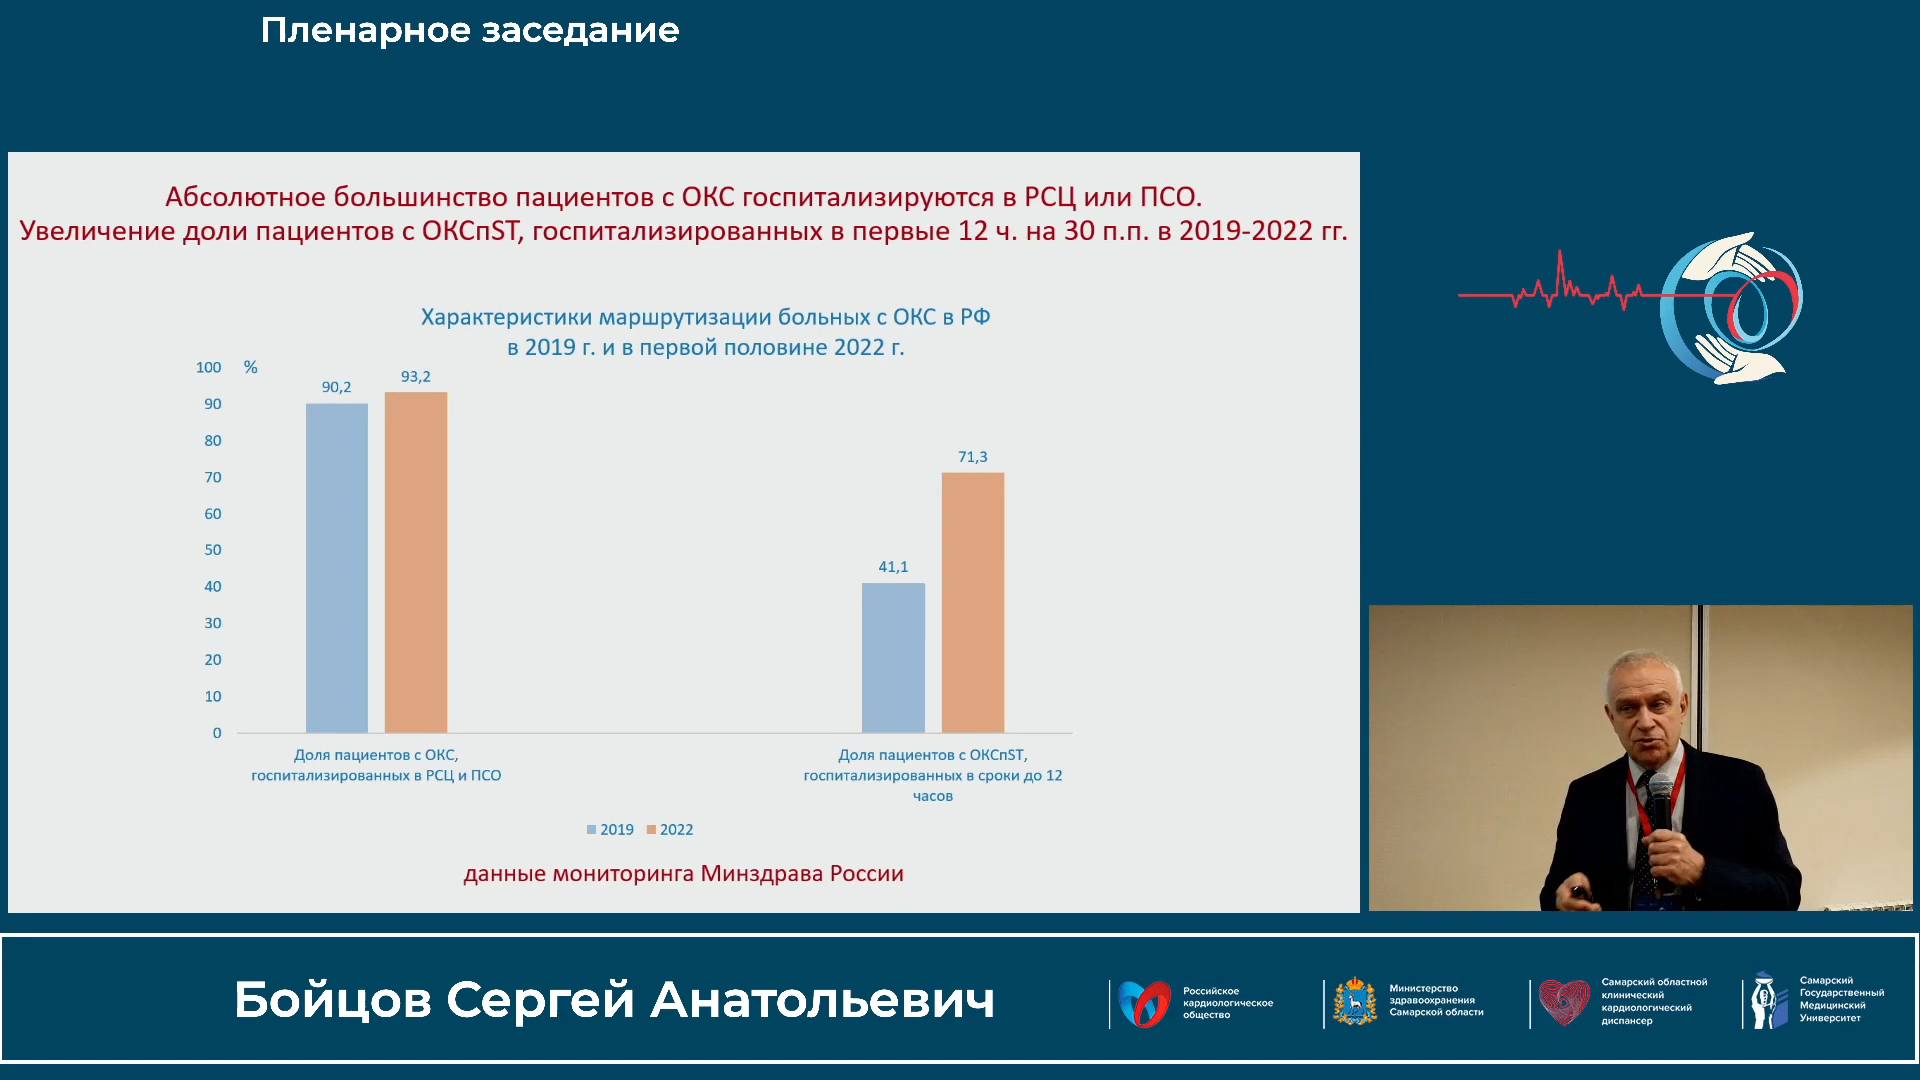 Пленарное заседание
Абсолютное большинство пациентов с ОКС госпитализируются в РСЦ или ПСО.
Увеличение доли пациентов с ОКСпST, госпитализированных в первые 12 ч. на 30 п.п. в 2019-2022 гг.
Характеристики маршрутизации больных с ОКС в РФ
в 2019 г. и в первой половине 2022 г.
100 %
90
80
70
60
50
40
30
20
10
0
90,2
93,2
41,1
71,3
Доля пациентов с ОКС,
госпитализированных в РСЦ и ПСО
Доля пациентов с ОКСпST,
госпитализированных в сроки до 12
часов
2019 2022
данные мониторинга Минздрава России
Бойцов Сергей Анатольевич
Российское
кардиологическое
общество
Министерство
здравоохранения
Самарской области
Самарский областной
клинический
кардиологический
диспансер
Самарский
Государственный
Медицинский
Университет